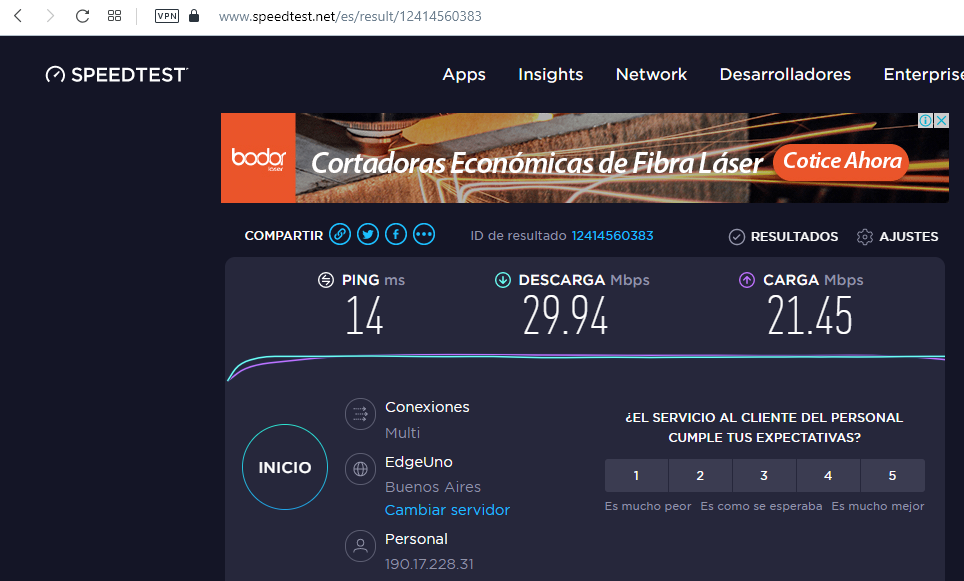 VPN
www.speedtest.net/es/result/12414560383
SPEEDTEST
Apps Insights Network Desarrolladores Enterprise
bodor
laser
Cortadoras Económicas de Fibra Láser
Cotice Ahora
COMPARTIR
ID de resultado 12414560383
RESULTADOS
AJUSTES
PING ms
14
DESCARGA Mbps
29.94
CARGA Mbps
21.45
INICIO
Conexiones
Multi
EdgeUno
Buenos Aires
Cambiar servidor
Personal
190.17.228.31
¿EL SERVICIO AL CLIENTE DEL PERSONAL
CUMPLE TUS EXPECTATIVAS?
1 2 3 4 5
Es mucho peor Es como se esperaba Es mucho mejor